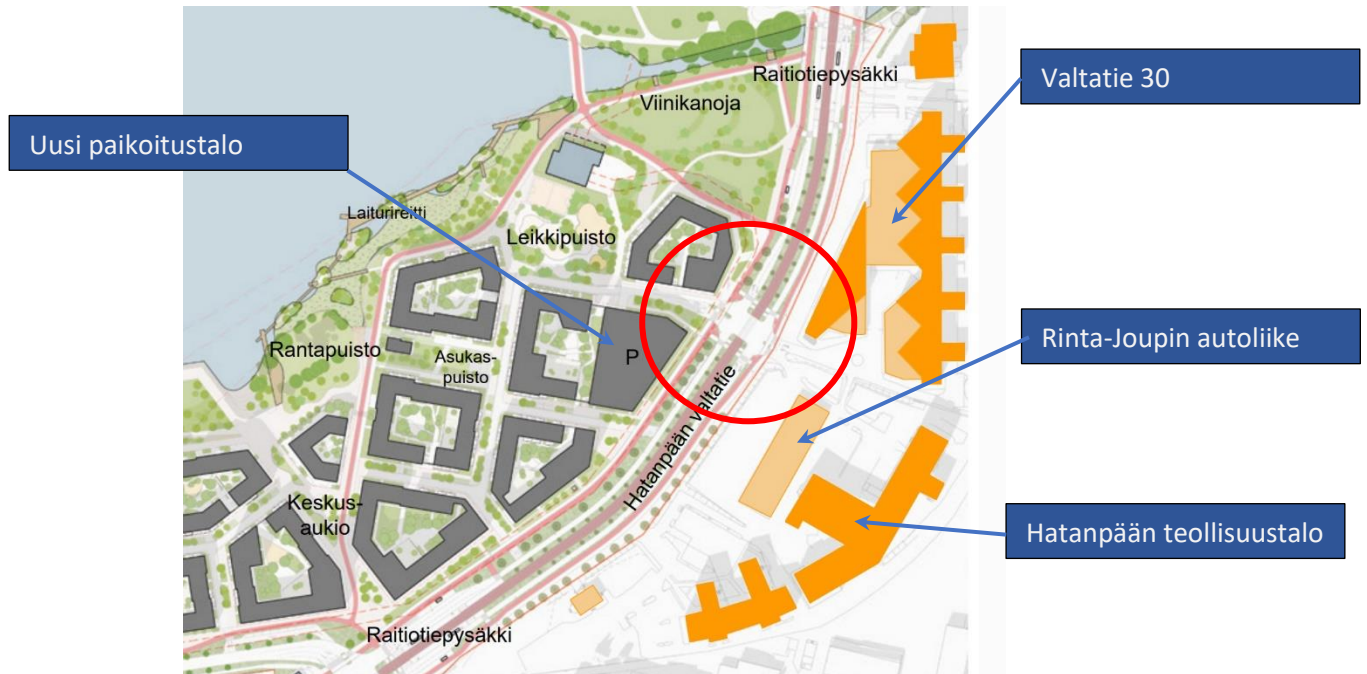 Raitiotiepysäkki
Valtatie 30
Viinikanoja
Uusi paikoitustalo
Laiturireitti
Leikkipuisto
Rantapuisto
Asukas-
puisto
P
Rinta-Joupin autoliike
Hatanpään valtatie
Keskus-
aukio
Hatanpään teollisuustalo
Raitiotiepysäkki